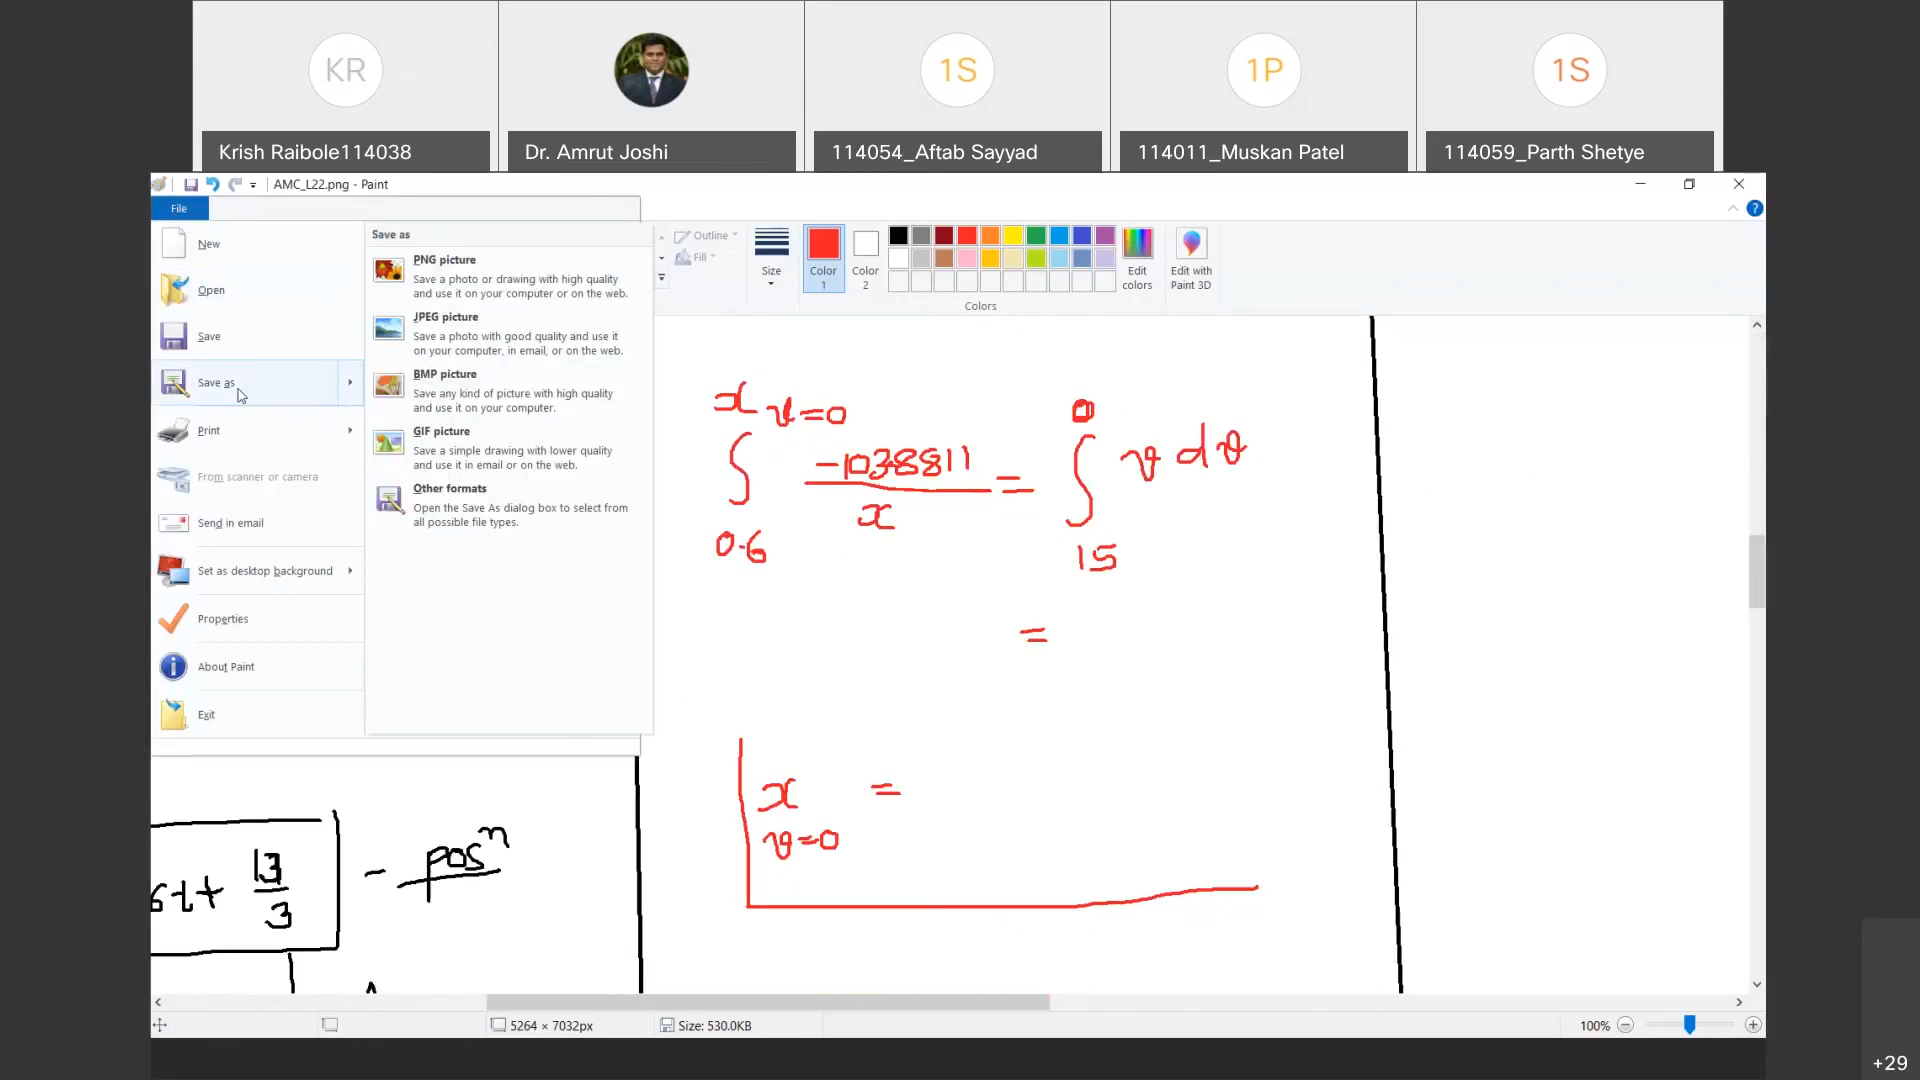 KR
1S
1P
1S
Krish Raibole114038
Dr. Amrut Joshi
114054_Aftab Sayyad
114011_Muskan Patel
114059_Parth Shetye
AMC_L22.png - Paint
File
New
Open
Save
Save as
Print
From scanner or camera
Send in email
Set as desktop background
Properties
About Paint
Exit
Save as
PNG picture
Save a photo or drawing with high quality
and use it on your computer or on the web.
JPEG picture
Save a photo with good quality and use it
on your computer, in email, or on the web.
BMP picture
Save any kind of picture with high quality
and use it on your computer.
GIF picture
Save a simple drawing with lower quality
and use it in email or on the web.
Other formats
Open the Save As dialog box to select from
all possible file types.
Outline
Fill
Size
Color
1
Color
2
Edit
colors
Edit with
Paint 3D
Colors
x v=0
0
∫ -1038811 / x = ∫ v dv
0.6
15
=
x =
v=0
6t+ 13/3 - posⁿ
5264 × 7032px
Size: 530.0KB
100%
+29